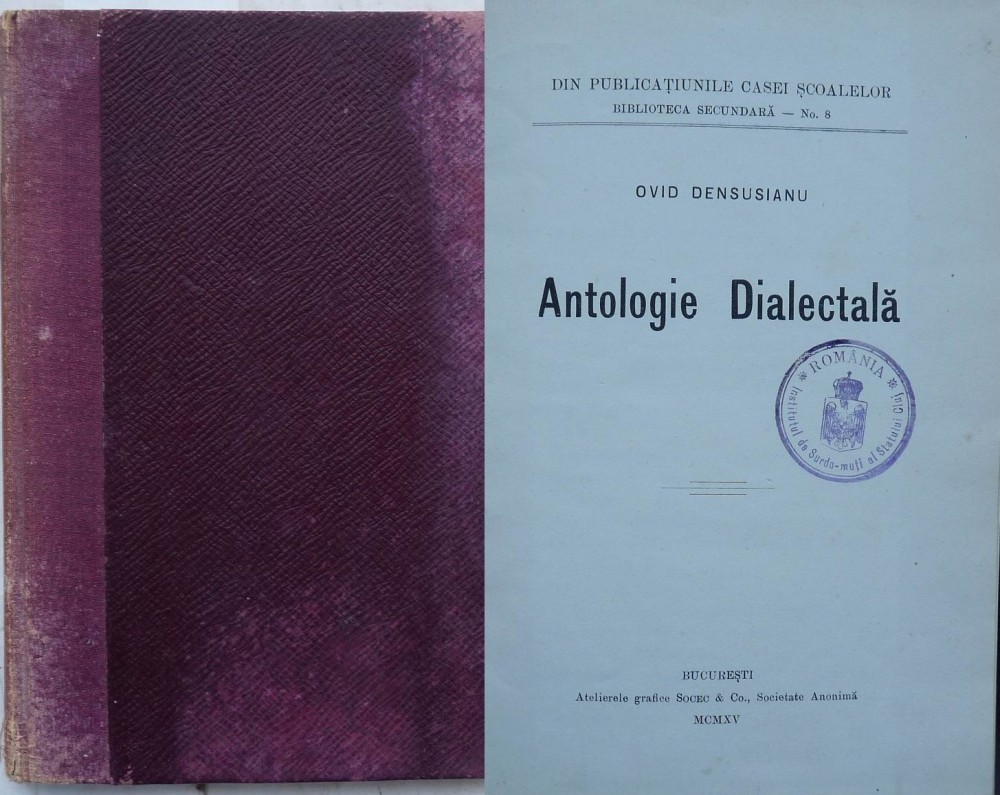 DIN PUBLICAȚIUNILE CASEI ȘCOALELOR
BIBLIOTECA SECUNDARĂ — No. 8
OVID DENSUSIANU
Antologie Dialectală
* ROMÂNIA *
Institutul de Surdo-muți al Statului Cluj
BUCUREȘTI
Atelierele grafice SOCEC & Co., Societate Anonimă
MCMXV